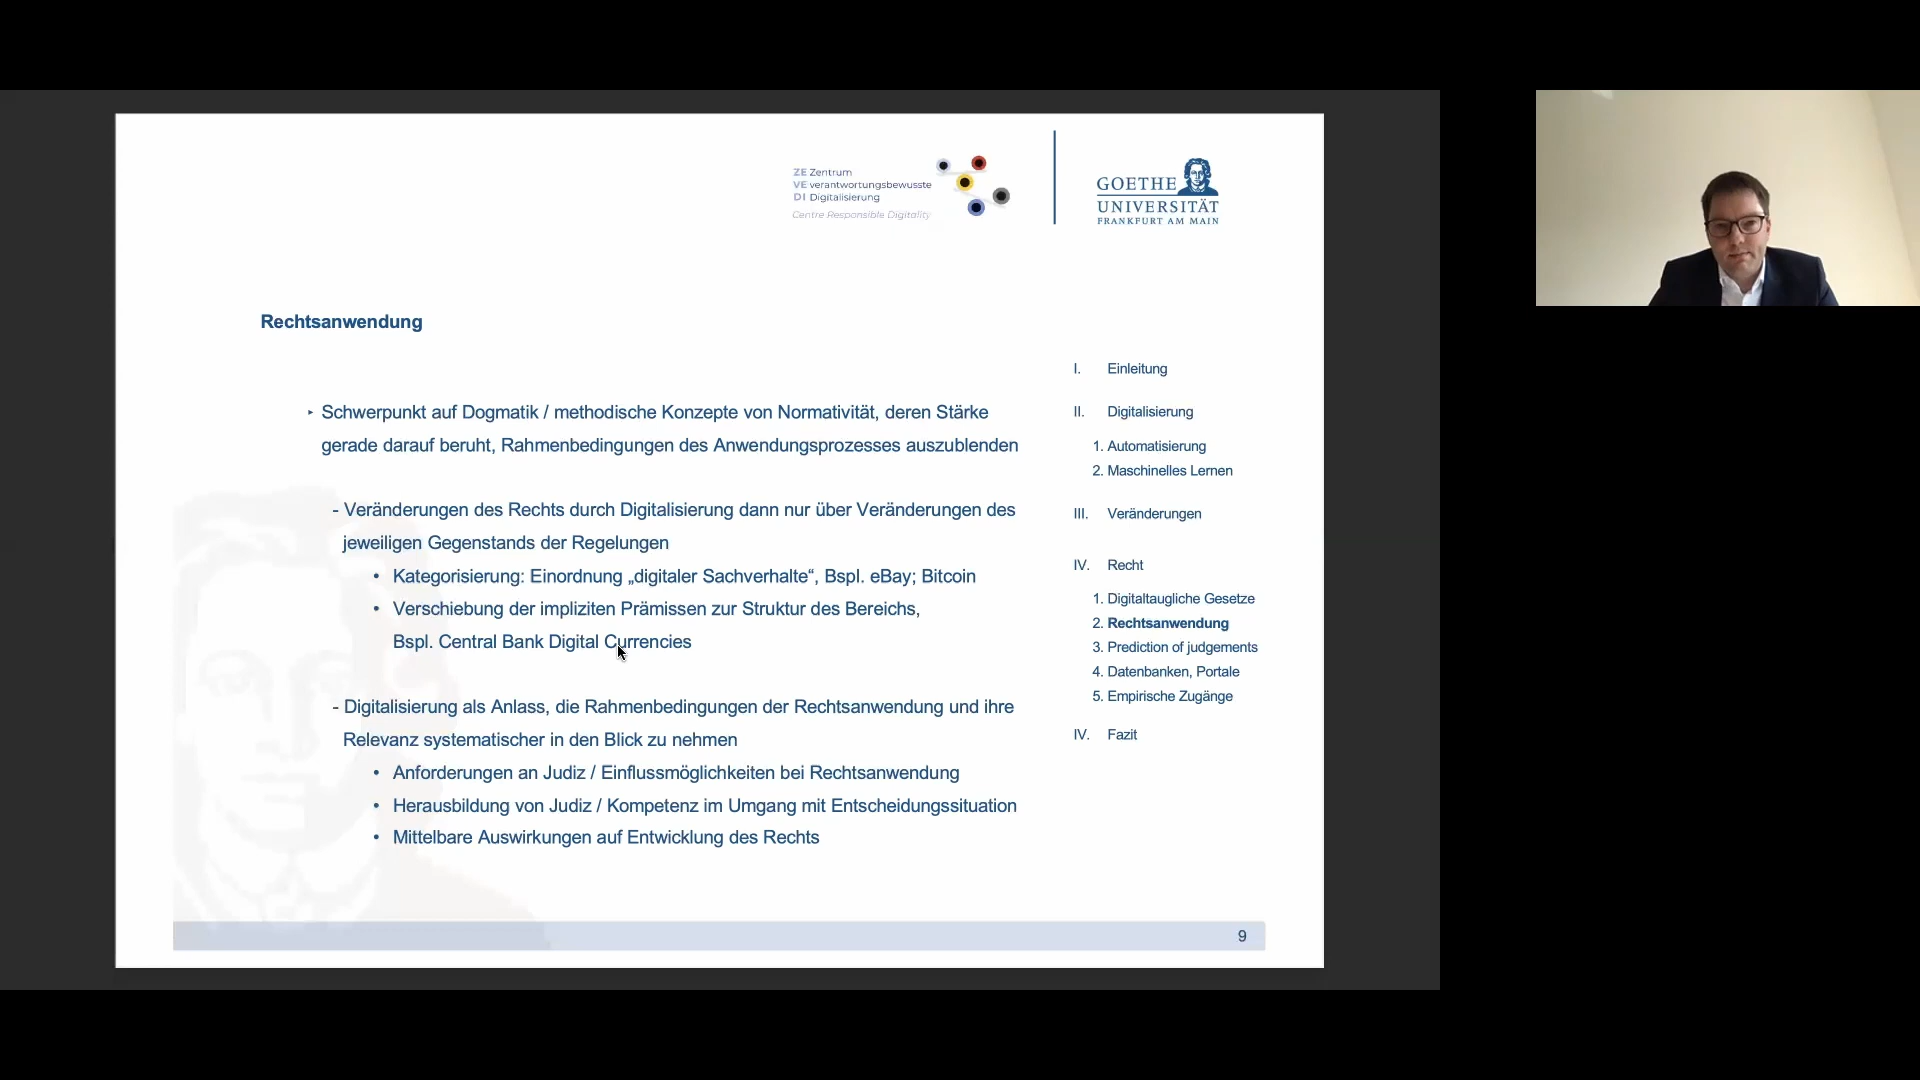 ZE Zentrum
VE verantwortungsbewusste
DI Digitalisierung
Centre Responsible Digitality
GOETHE
UNIVERSITÄT
FRANKFURT AM MAIN
Rechtsanwendung
‣ Schwerpunkt auf Dogmatik / methodische Konzepte von Normativität, deren Stärke
gerade darauf beruht, Rahmenbedingungen des Anwendungsprozesses auszublenden
- Veränderungen des Rechts durch Digitalisierung dann nur über Veränderungen des
jeweiligen Gegenstands der Regelungen
• Kategorisierung: Einordnung „digitaler Sachverhalte“, Bspl. eBay; Bitcoin
• Verschiebung der impliziten Prämissen zur Struktur des Bereichs,
Bspl. Central Bank Digital Currencies
- Digitalisierung als Anlass, die Rahmenbedingungen der Rechtsanwendung und ihre
Relevanz systematischer in den Blick zu nehmen
• Anforderungen an Judiz / Einflussmöglichkeiten bei Rechtsanwendung
• Herausbildung von Judiz / Kompetenz im Umgang mit Entscheidungssituation
• Mittelbare Auswirkungen auf Entwicklung des Rechts
I. Einleitung
II. Digitalisierung
1. Automatisierung
2. Maschinelles Lernen
III. Veränderungen
IV. Recht
1. Digitaltaugliche Gesetze
2. Rechtsanwendung
3. Prediction of judgements
4. Datenbanken, Portale
5. Empirische Zugänge
IV. Fazit
9